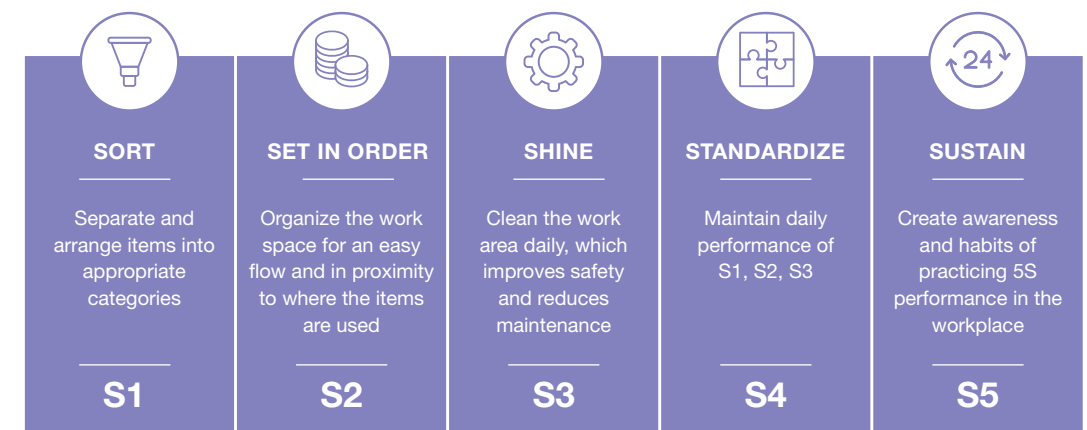 SORT
Separate and
arrange items into
appropriate
categories
S1
SET IN ORDER
Organize the work
space for an easy
flow and in proximity
to where the items
are used
S2
SHINE
Clean the work
area daily, which
improves safety
and reduces
maintenance
S3
STANDARDIZE
Maintain daily
performance of
S1, S2, S3
S4
24
SUSTAIN
Create awareness
and habits of
practicing 5S
performance in the
workplace
S5